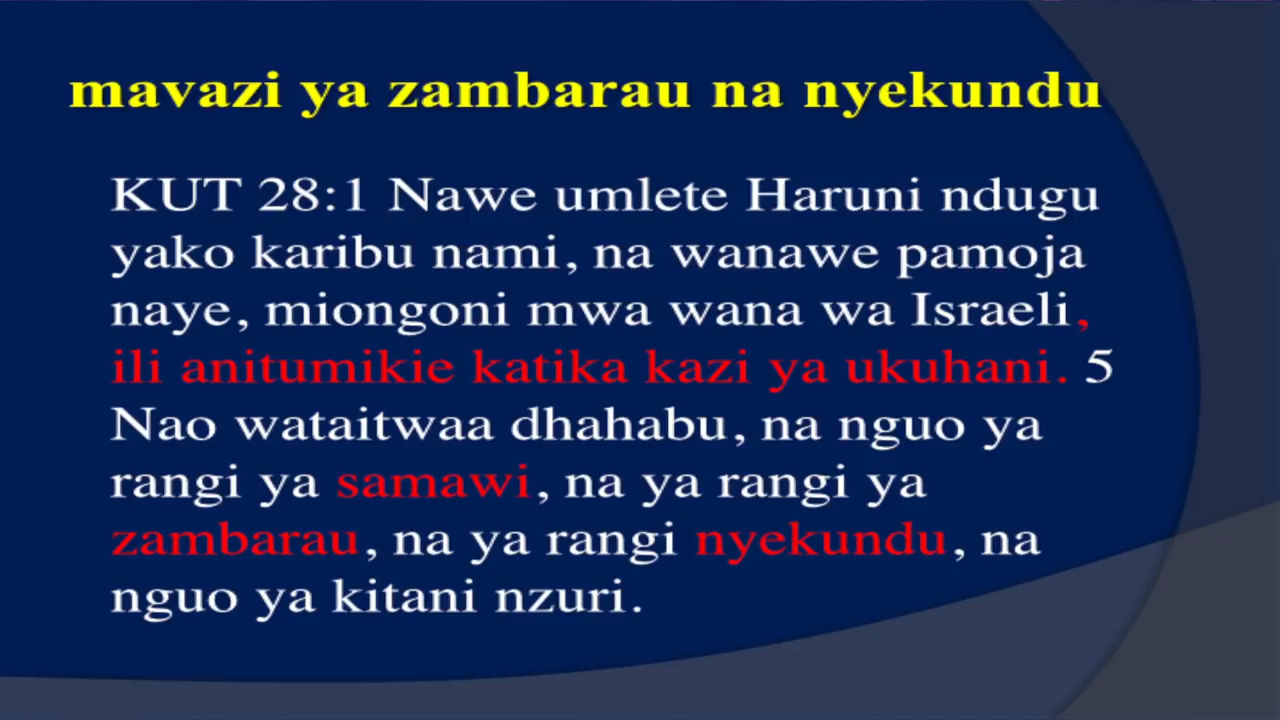 mavazi ya zambarau na nyekundu
KUT 28:1 Nawe umlete Haruni ndugu
yako karibu nami, na wanawe pamoja
naye, miongoni mwa wana wa Israeli,
ili anitumikie katika kazi ya ukuhani. 5
Nao wataitwaa dhahabu, na nguo ya
rangi ya samawi, na ya rangi ya
zambarau, na ya rangi nyekundu, na
nguo ya kitani nzuri.